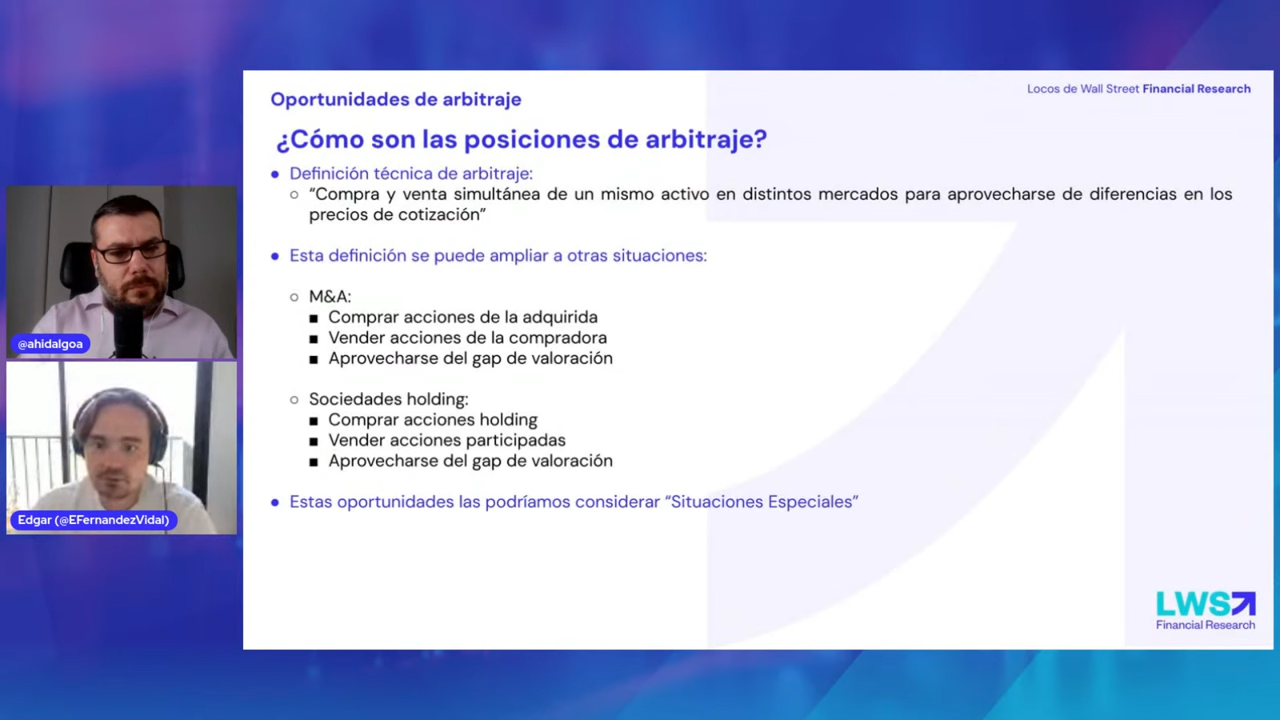 Oportunidades de arbitraje
Locos de Wall Street Financial Research
¿Cómo son las posiciones de arbitraje?
● Definición técnica de arbitraje:
○ “Compra y venta simultánea de un mismo activo en distintos mercados para aprovecharse de diferencias en los
precios de cotización”
● Esta definición se puede ampliar a otras situaciones:
○ M&A:
■ Comprar acciones de la adquirida
■ Vender acciones de la compradora
■ Aprovecharse del gap de valoración
○ Sociedades holding:
■ Comprar acciones holding
■ Vender acciones participadas
■ Aprovecharse del gap de valoración
● Estas oportunidades las podríamos considerar “Situaciones Especiales”
@ahidalgoa
Edgar (@EFernandezVidal)
LWS
Financial Research